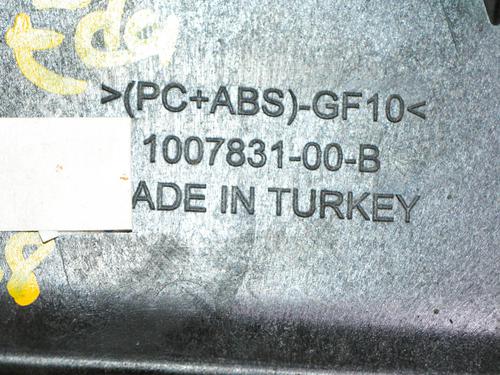 >(PC+ABS)-GF10<
1007831-00-B
ADE IN TURKEY